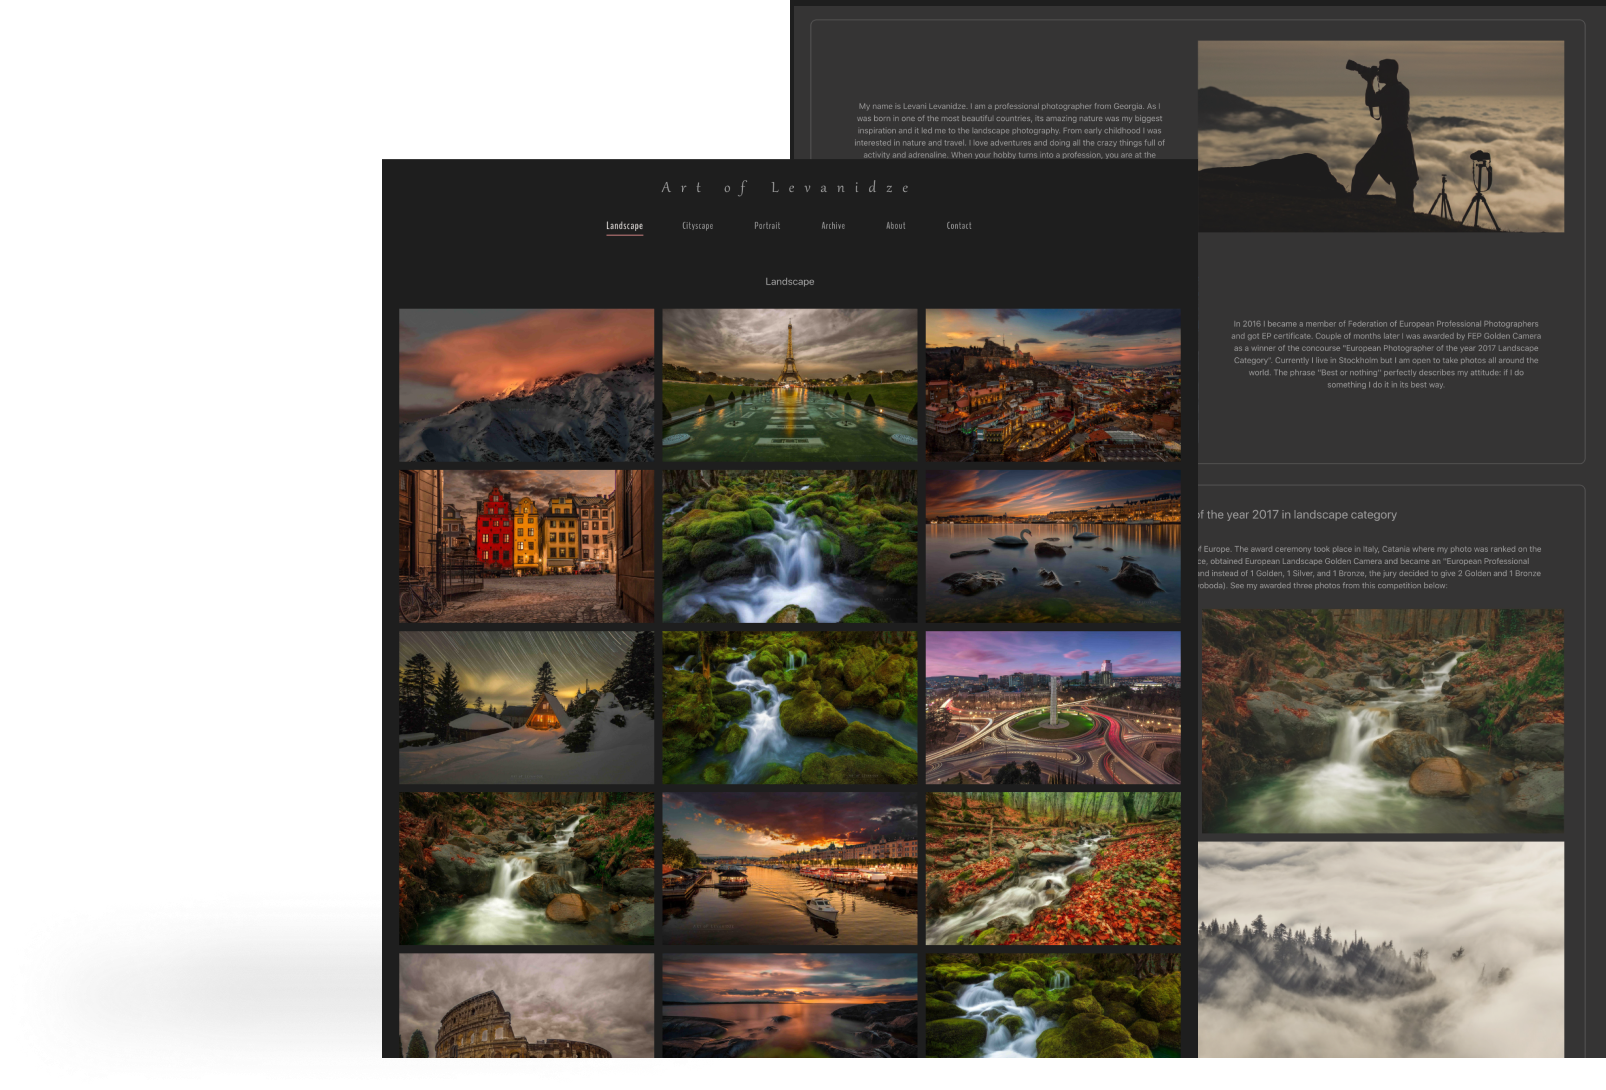 My name is Levani Levanidze. I am a professional photographer from Georgia. As I
was born in one of the most beautiful countries, its amazing nature was my biggest
inspiration and it led me to the landscape photography. From early childhood I was
interested in nature and travel. I love adventures and doing all the crazy things full of
activity and adrenaline. When your hobby turns into a profession, you are at the
Art of Levanidze
Landscape Cityscape Portrait Archive About Contact
Landscape
In 2016 I became a member of Federation of European Professional Photographers
and got EP certificate. Couple of months later I was awarded by FEP Golden Camera
as a winner of the concourse "European Photographer of the year 2017 Landscape
Category". Currently I live in Stockholm but I am open to take photos all around the
world. The phrase "Best or nothing" perfectly describes my attitude: if I do
something I do it in its best way.
of the year 2017 in landscape category
of Europe. The award ceremony took place in Italy, Catania where my photo was ranked on the
ce, obtained European Landscape Golden Camera and became an "European Professional
and instead of 1 Golden, 1 Silver, and 1 Bronze, the jury decided to give 2 Golden and 1 Bronze
voboda). See my awarded three photos from this competition below: